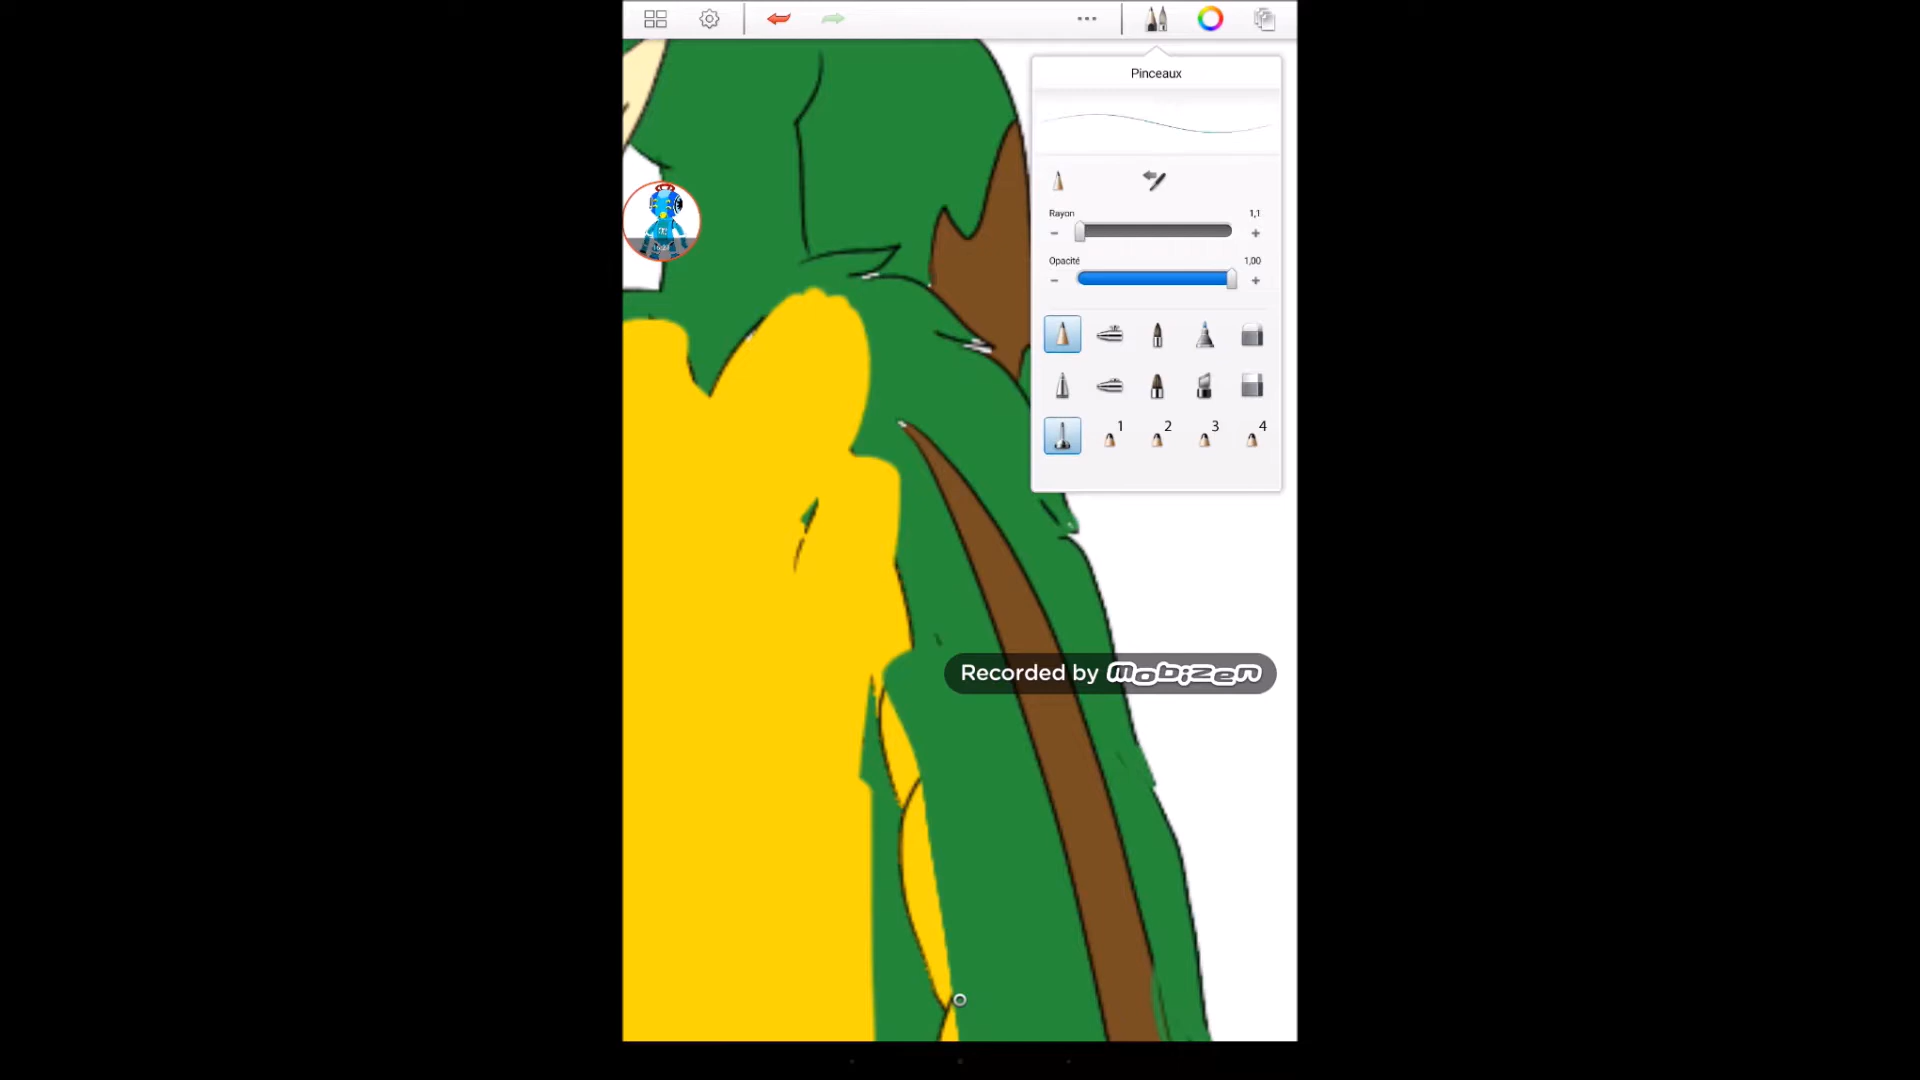 Pinceaux
Rayon 1,1
Opacité 1,00
1 2 3 4
Recorded by Mobizen